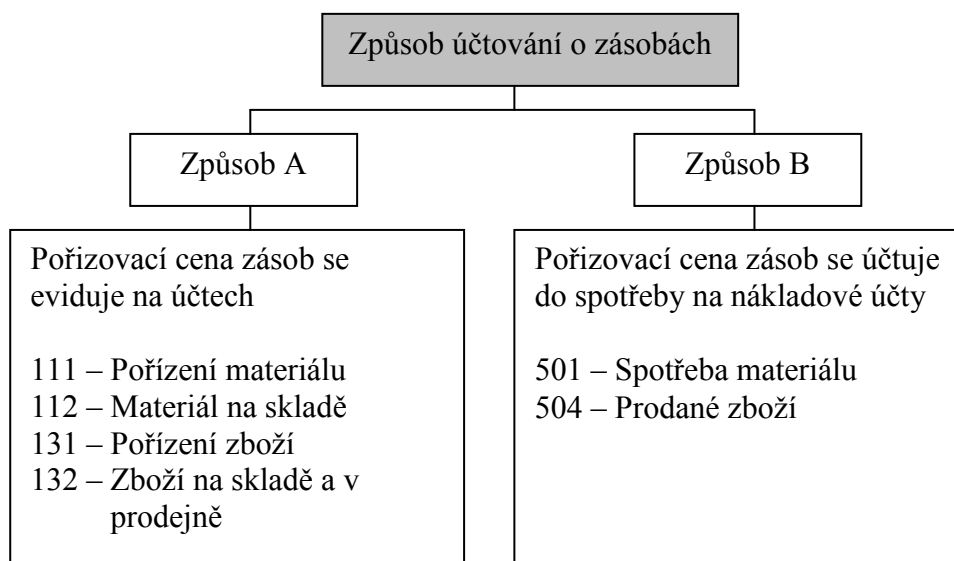 Způsob účtování o zásobách
Způsob A
Způsob B
Pořizovací cena zásob se
eviduje na účtech
111 – Pořízení materiálu
112 – Materiál na skladě
131 – Pořízení zboží
132 – Zboží na skladě a v
prodejně
Pořizovací cena zásob se účtuje
do spotřeby na nákladové účty
501 – Spotřeba materiálu
504 – Prodané zboží